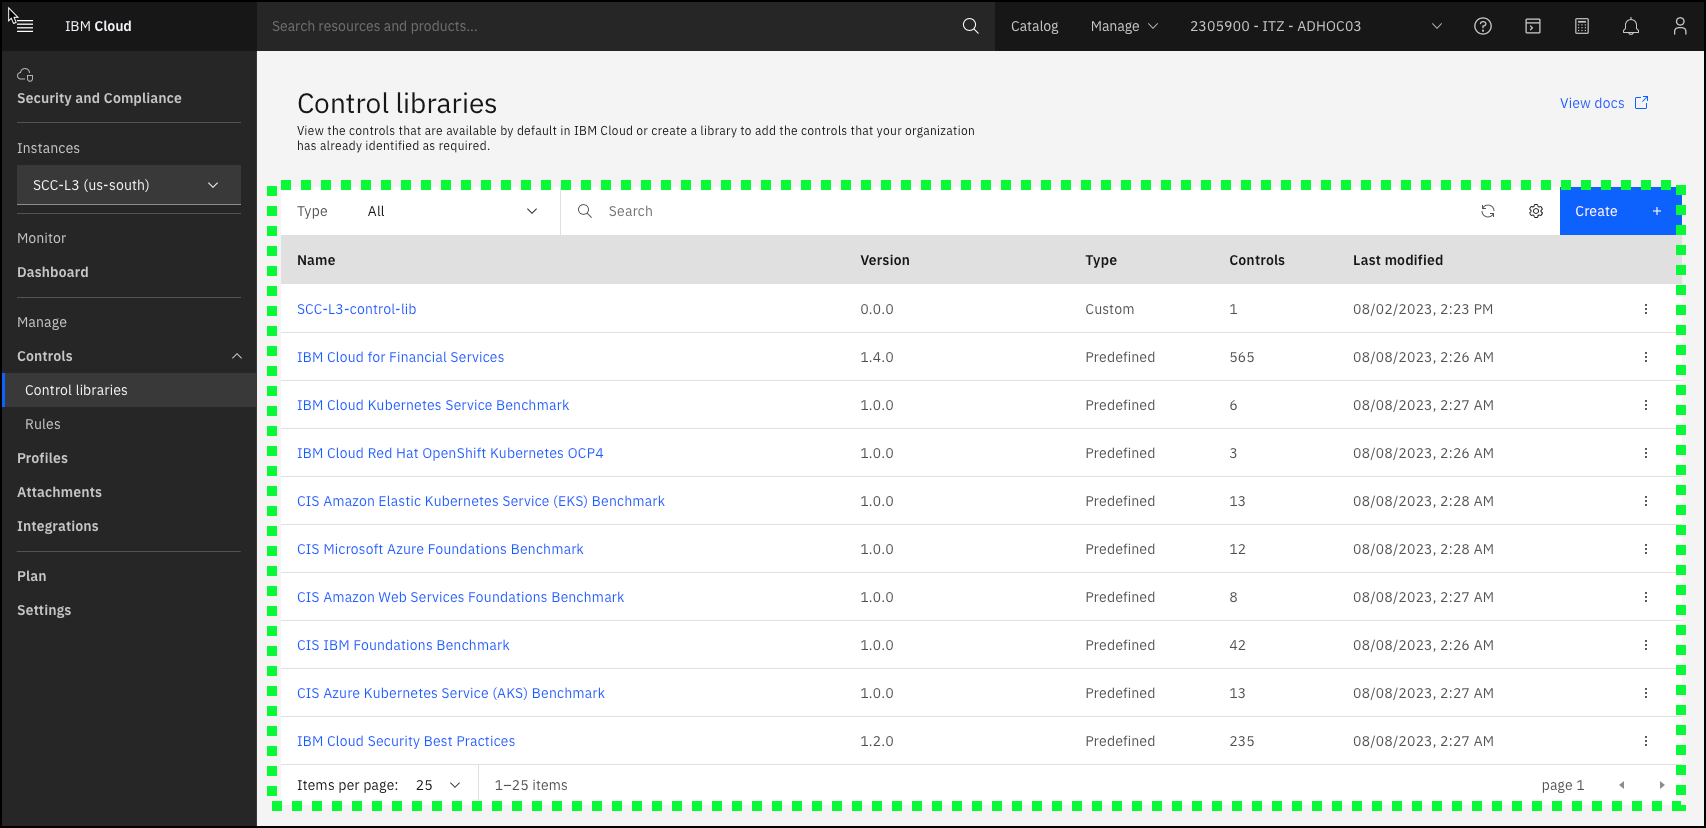 IBM Cloud
Search resources and products...
Catalog
Manage
2305900 - ITZ - ADHOC03
Security and Compliance
Instances
SCC-L3 (us-south)
Monitor
Dashboard
Manage
Controls
Control libraries
Rules
Profiles
Attachments
Integrations
Plan
Settings
Control libraries
View the controls that are available by default in IBM Cloud or create a library to add the controls that your organization
has already identified as required.
View docs
Type All Search Create +
Name Version Type Controls Last modified
SCC-L3-control-lib 0.0.0 Custom 1 08/02/2023, 2:23 PM
IBM Cloud for Financial Services 1.4.0 Predefined 565 08/08/2023, 2:26 AM
IBM Cloud Kubernetes Service Benchmark 1.0.0 Predefined 6 08/08/2023, 2:27 AM
IBM Cloud Red Hat OpenShift Kubernetes OCP4 1.0.0 Predefined 3 08/08/2023, 2:26 AM
CIS Amazon Elastic Kubernetes Service (EKS) Benchmark 1.0.0 Predefined 13 08/08/2023, 2:28 AM
CIS Microsoft Azure Foundations Benchmark 1.0.0 Predefined 12 08/08/2023, 2:28 AM
CIS Amazon Web Services Foundations Benchmark 1.0.0 Predefined 8 08/08/2023, 2:27 AM
CIS IBM Foundations Benchmark 1.0.0 Predefined 42 08/08/2023, 2:26 AM
CIS Azure Kubernetes Service (AKS) Benchmark 1.0.0 Predefined 13 08/08/2023, 2:27 AM
IBM Cloud Security Best Practices 1.2.0 Predefined 235 08/08/2023, 2:27 AM
Items per page: 25 1–25 items page 1